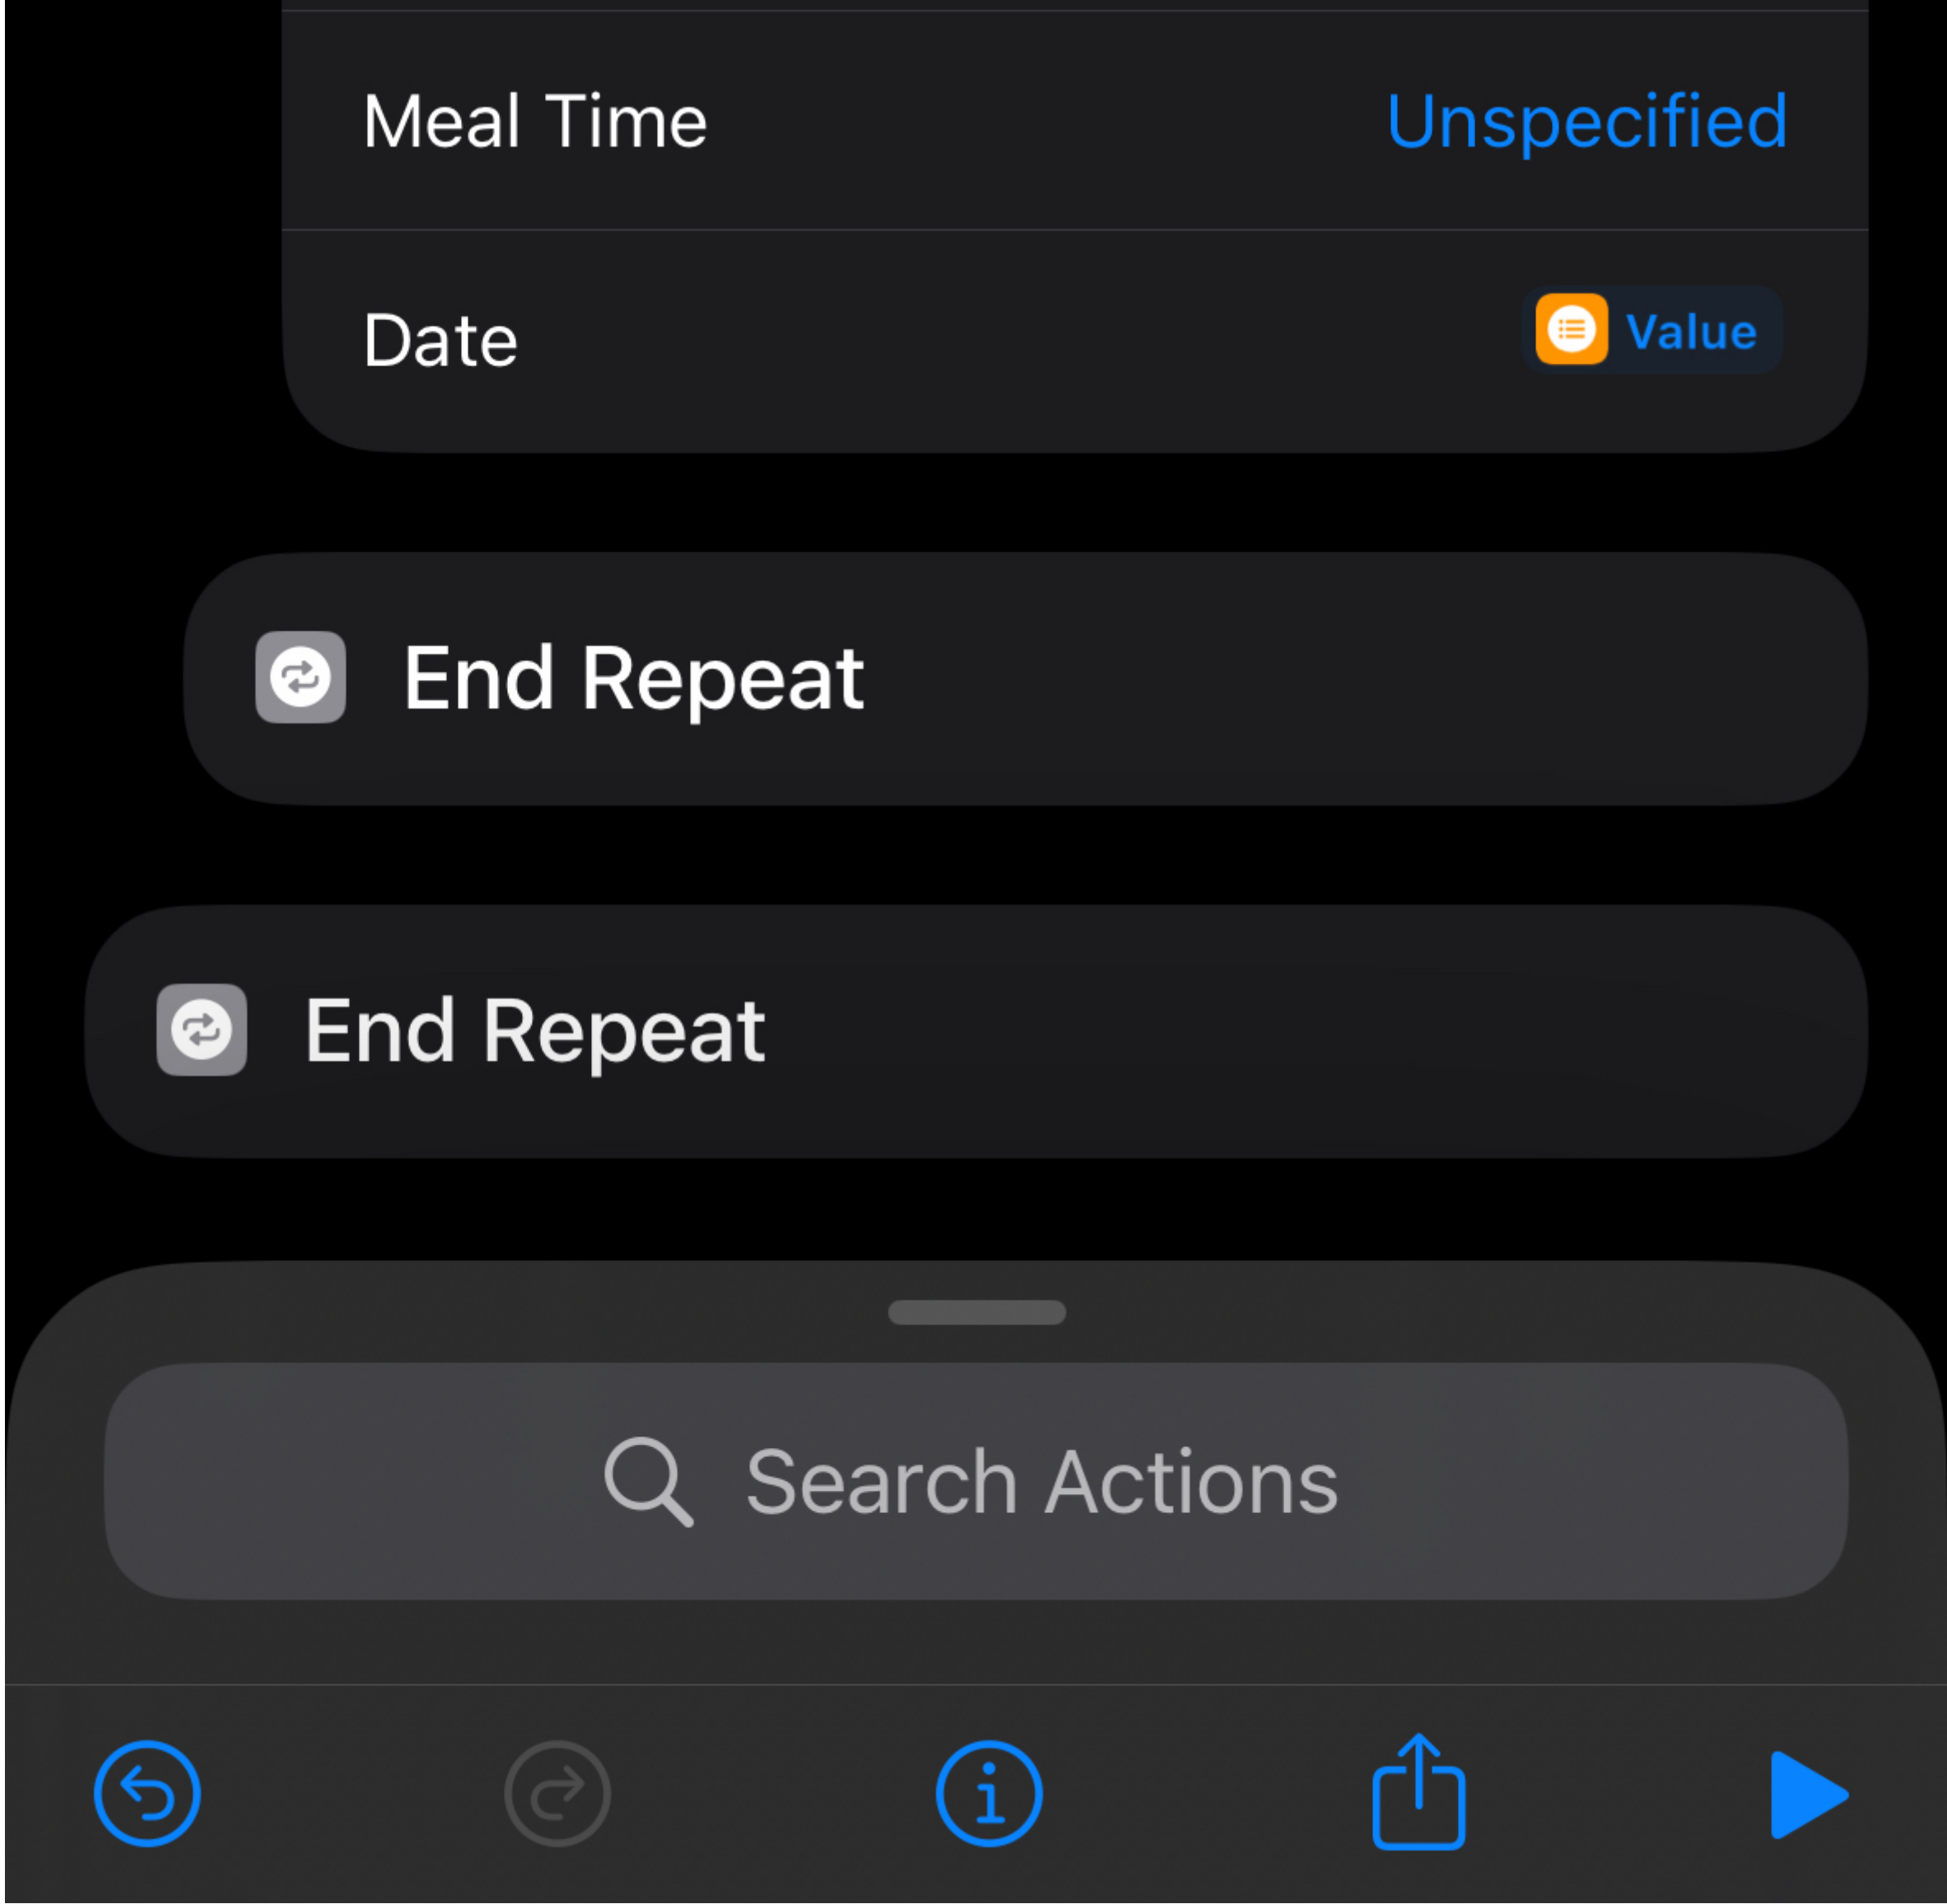 Meal Time
Unspecified
Date
Value
End Repeat
End Repeat
Search Actions